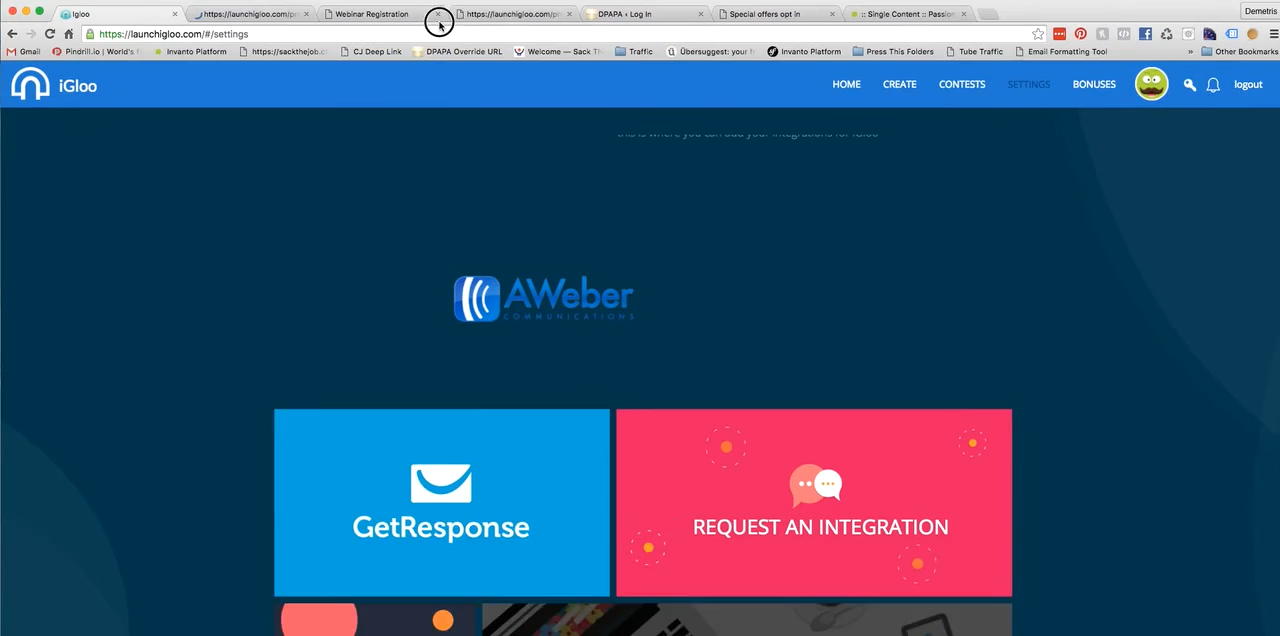 Igloo
https://launchigloo.com/pr
Webinar Registration
https://launchigloo.com/pr
DPAPA ‹ Log In
Special offers opt in
:: Single Content :: Passion
Demetris
https://launchigloo.com/#/settings
Gmail
Pindrill.io | World's f
Invanto Platform
https://sackthejob.c
CJ Deep Link
DPAPA Override URL
Welcome — Sack Th
Traffic
Übersuggest: your k
Invanto Platform
Press This Folders
Tube Traffic
Email Formatting Tool
»
Other Bookmarks
iGloo
HOME
CREATE
CONTESTS
SETTINGS
BONUSES
logout
this is where you can add your integrations for iGloo
AWeber
COMMUNICATIONS
GetResponse
REQUEST AN INTEGRATION